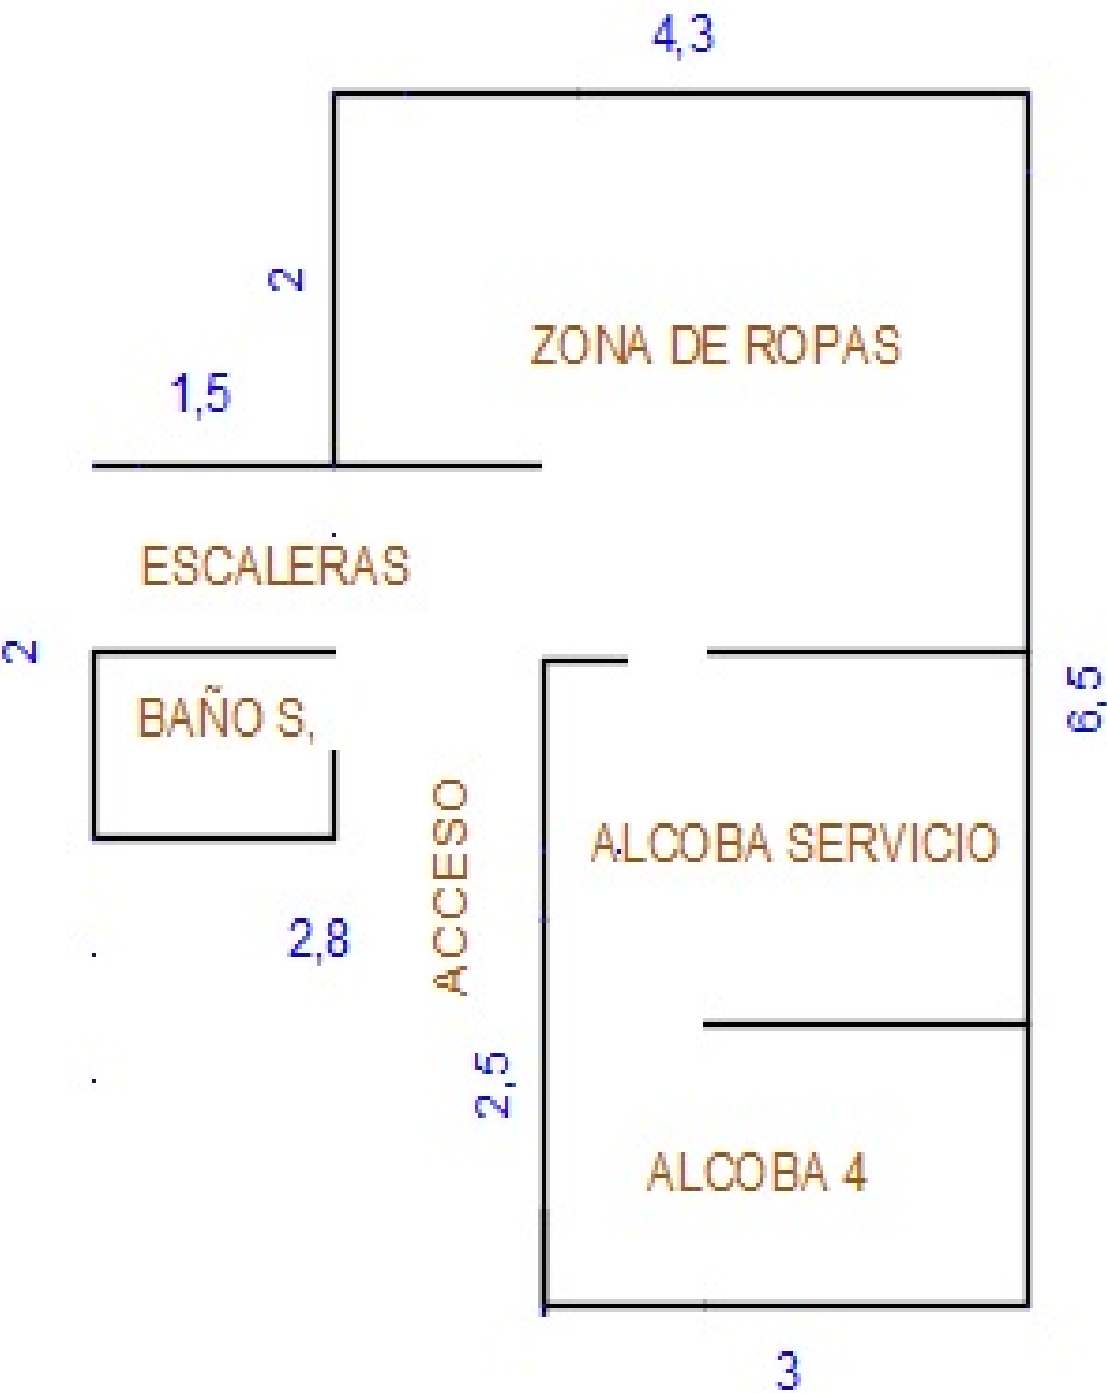 4,3
2
ZONA DE ROPAS
1,5
ESCALERAS
2
6,5
BAÑO S,
ACCESO
ALCOBA SERVICIO
2,8
2,5
ALCOBA 4
3